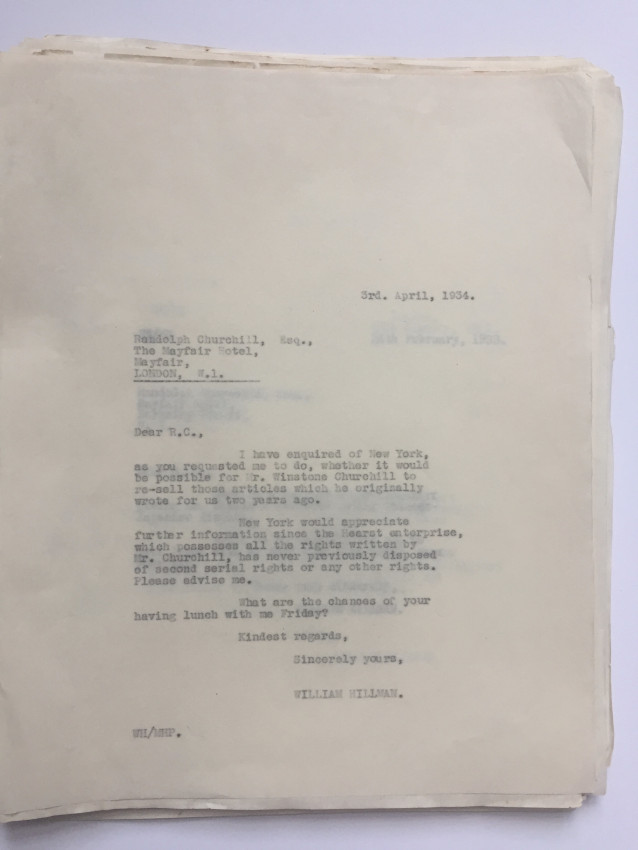 3rd. April, 1934.
Randolph Churchill, Esq.,
The Mayfair Hotel,
Mayfair,
LONDON, W.1.
Dear R.C.,
I have enquired of New York,
as you requested me to do, whether it would
be possible for Mr. Winstone Churchill to
re-sell those articles which he originally
wrote for us two years ago.
New York would appreciate
further information since the Hearst enterprise,
which possesses all the rights written by
Mr. Churchill, has never previously disposed
of second serial rights or any other rights.
Please advise me.
What are the chances of your
having lunch with me Friday?
Kindest regards,
Sincerely yours,
WILLIAM HILLMAN.
WH/MHP.